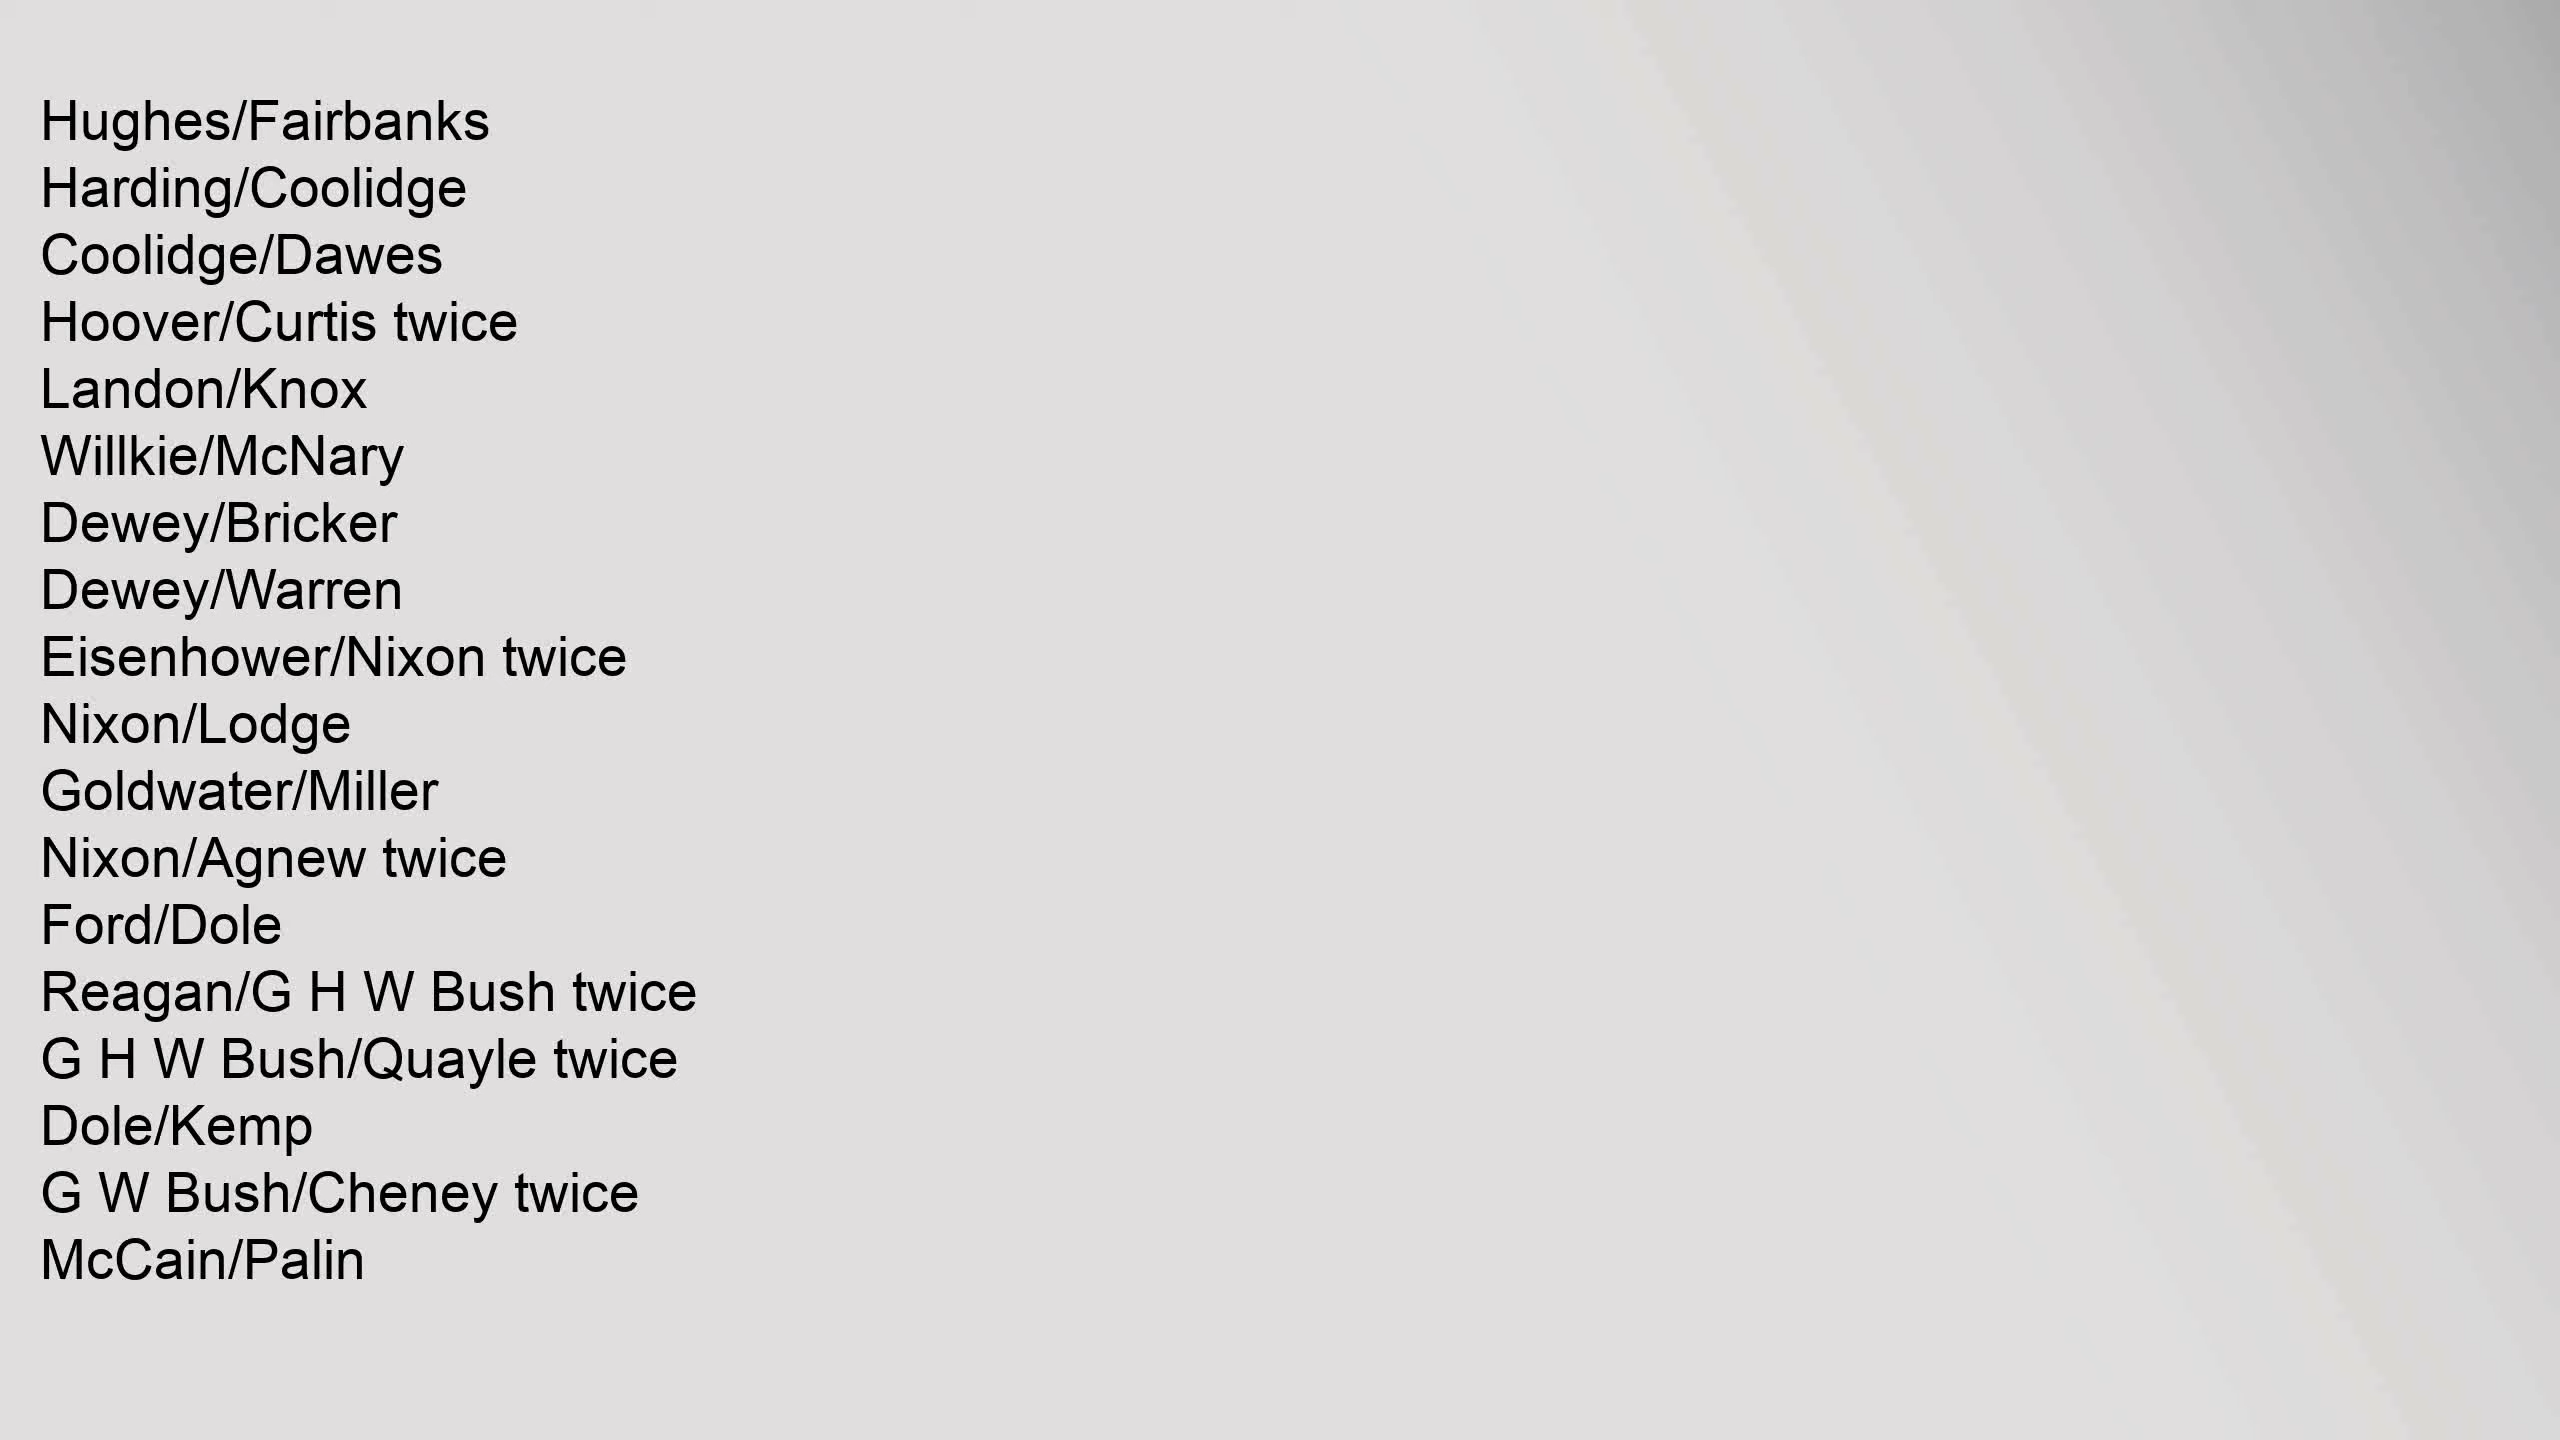 Hughes/Fairbanks
Harding/Coolidge
Coolidge/Dawes
Hoover/Curtis twice
Landon/Knox
Willkie/McNary
Dewey/Bricker
Dewey/Warren
Eisenhower/Nixon twice
Nixon/Lodge
Goldwater/Miller
Nixon/Agnew twice
Ford/Dole
Reagan/G H W Bush twice
G H W Bush/Quayle twice
Dole/Kemp
G W Bush/Cheney twice
McCain/Palin